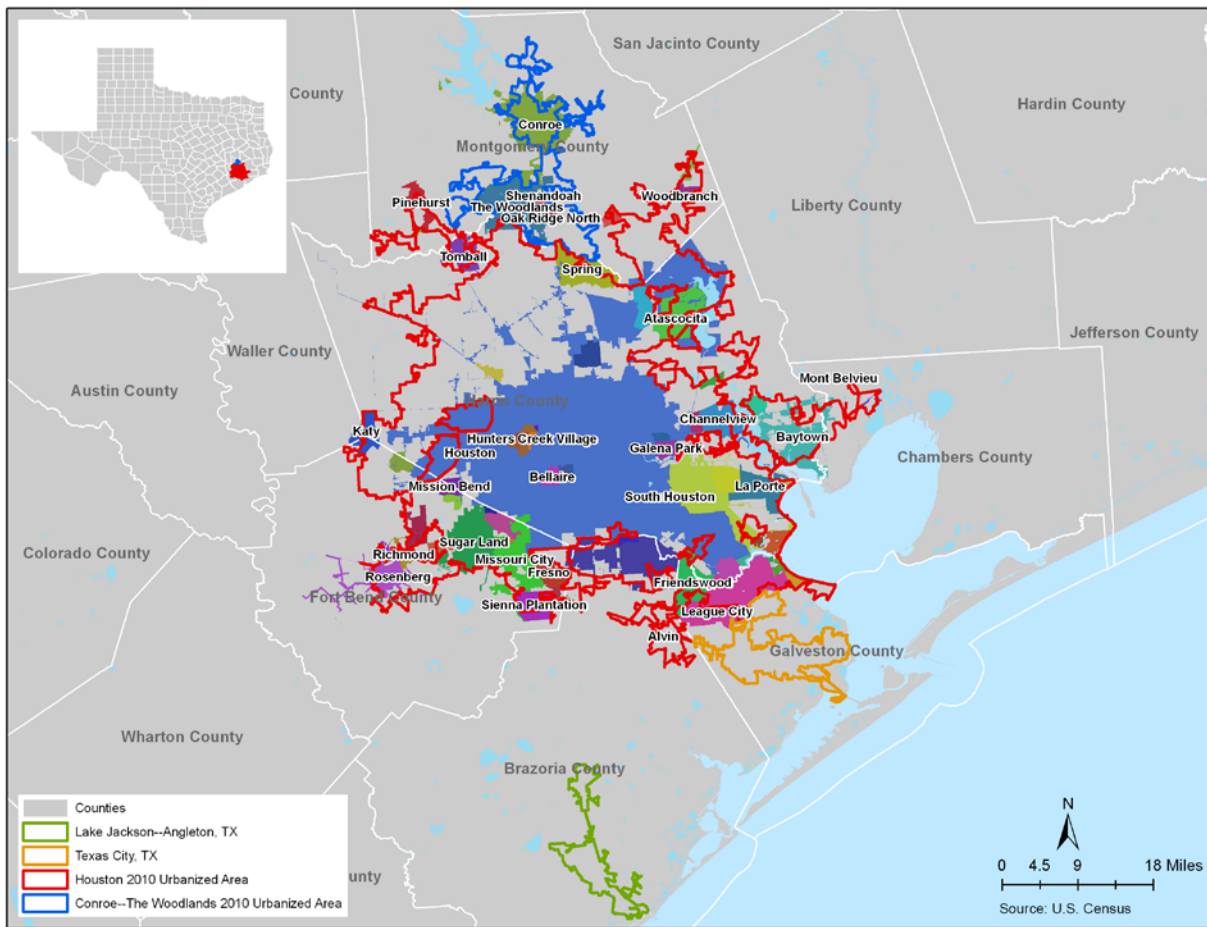 San Jacinto County
County
Hardin County
Conroe
Montgomery County
Shenandoah
Woodbranch
Pinehurst
The Woodlands
Oak Ridge North
Liberty County
Tomball
Spring
Atascocita
Jefferson County
Waller County
Austin County
Mont Belvieu
Channelview
Katy
Hunters Creek Village
Baytown
Houston
Galena Park
Chambers County
Bellaire
Mission Bend
La Porte
South Houston
Colorado County
Sugar Land
Richmond
Missouri City
Fresno
Rosenberg
Friendswood
Fort Bend County
Sienna Plantation
League City
Alvin
Galveston County
Wharton County
Brazoria County
Counties
Lake Jackson--Angleton, TX
Texas City, TX
Houston 2010 Urbanized Area
Conroe--The Woodlands 2010 Urbanized Area
N
0 4.5 9 18 Miles
Source: U.S. Census